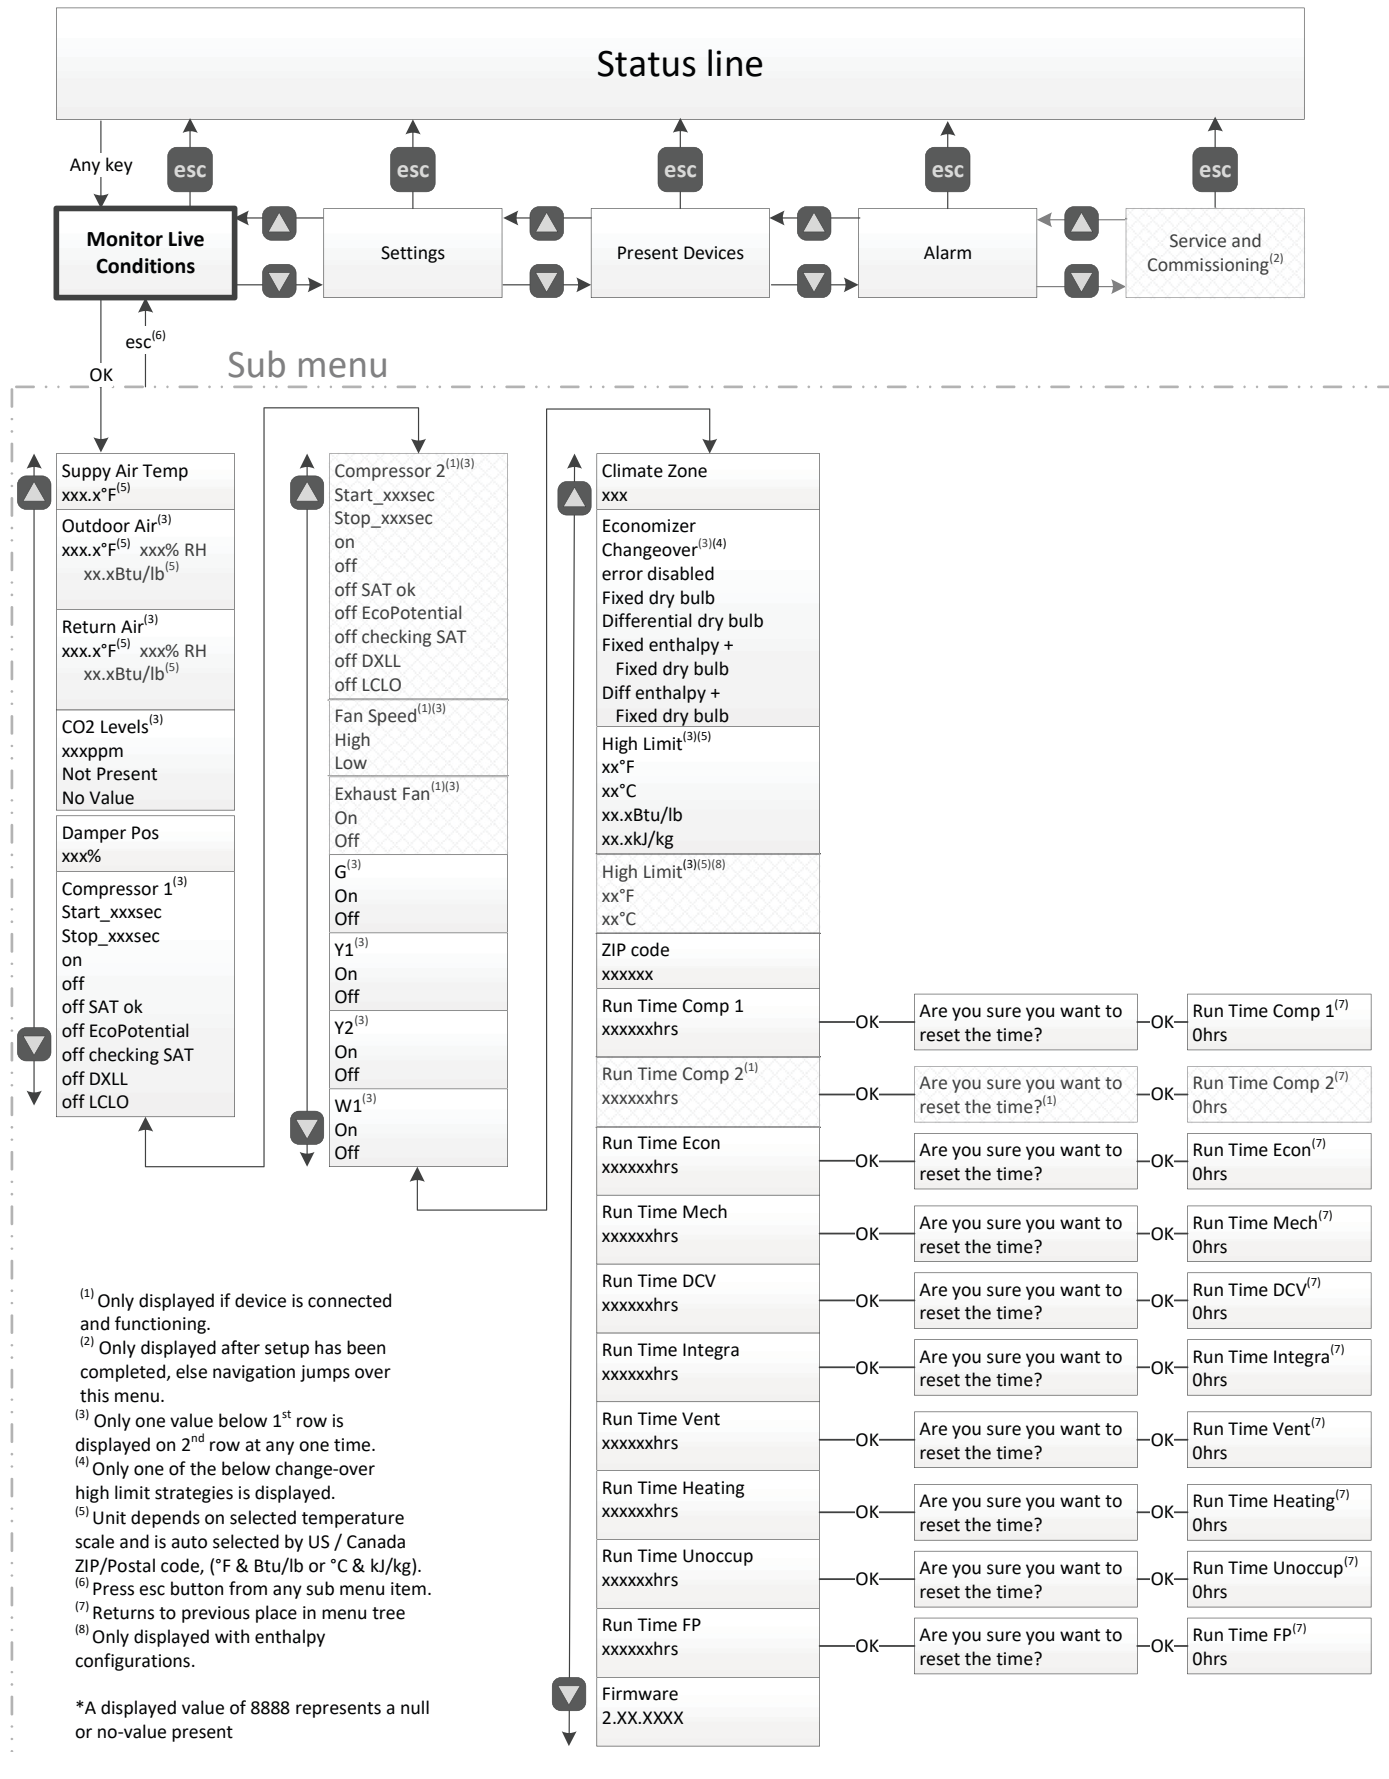 Status line
Any key
esc
esc
esc
esc
esc
Monitor Live
Conditions
Settings
Present Devices
Alarm
Service and
Commissioning(2)
esc(6)
OK
Sub menu
Suppy Air Temp
xxx.x°F(5)
Outdoor Air(3)
xxx.x°F(5) xxx% RH
xx.xBtu/lb(5)
Return Air(3)
xxx.x°F(5) xxx% RH
xx.xBtu/lb(5)
CO2 Levels(3)
xxxppm
Not Present
No Value
Damper Pos
xxx%
Compressor 1(3)
Start_xxxsec
Stop_xxxsec
on
off
off SAT ok
off EcoPotential
off checking SAT
off DXLL
off LCLO
Compressor 2(1)(3)
Start_xxxsec
Stop_xxxsec
on
off
off SAT ok
off EcoPotential
off checking SAT
off DXLL
off LCLO
Fan Speed(1)(3)
High
Low
Exhaust Fan(1)(3)
On
Off
G(3)
On
Off
Y1(3)
On
Off
Y2(3)
On
Off
W1(3)
On
Off
Climate Zone
xxx
Economizer
Changeover(3)(4)
error disabled
Fixed dry bulb
Differential dry bulb
Fixed enthalpy +
Fixed dry bulb
Diff enthalpy +
Fixed dry bulb
High Limit(3)(5)
xx°F
xx°C
xx.xBtu/lb
xx.xkJ/kg
High Limit(3)(5)(8)
xx°F
xx°C
ZIP code
xxxxxx
Run Time Comp 1
xxxxxxhrs
OK
Are you sure you want to
reset the time?
OK
Run Time Comp 1(7)
0hrs
Run Time Comp 2(1)
xxxxxxhrs
OK
Are you sure you want to
reset the time?(1)
OK
Run Time Comp 2(7)
0hrs
Run Time Econ
xxxxxxhrs
OK
Are you sure you want to
reset the time?
OK
Run Time Econ(7)
0hrs
Run Time Mech
xxxxxxhrs
OK
Are you sure you want to
reset the time?
OK
Run Time Mech(7)
0hrs
Run Time DCV
xxxxxxhrs
OK
Are you sure you want to
reset the time?
OK
Run Time DCV(7)
0hrs
Run Time Integra
xxxxxxhrs
OK
Are you sure you want to
reset the time?
OK
Run Time Integra(7)
0hrs
Run Time Vent
xxxxxxhrs
OK
Are you sure you want to
reset the time?
OK
Run Time Vent(7)
0hrs
Run Time Heating
xxxxxxhrs
OK
Are you sure you want to
reset the time?
OK
Run Time Heating(7)
0hrs
Run Time Unoccup
xxxxxxhrs
OK
Are you sure you want to
reset the time?
OK
Run Time Unoccup(7)
0hrs
Run Time FP
xxxxxxhrs
OK
Are you sure you want to
reset the time?
OK
Run Time FP(7)
0hrs
Firmware
2.XX.XXXX
(1) Only displayed if device is connected
and functioning.
(2) Only displayed after setup has been
completed, else navigation jumps over
this menu.
(3) Only one value below 1st row is
displayed on 2nd row at any one time.
(4) Only one of the below change-over
high limit strategies is displayed.
(5) Unit depends on selected temperature
scale and is auto selected by US / Canada
ZIP/Postal code, (°F & Btu/lb or °C & kJ/kg).
(6) Press esc button from any sub menu item.
(7) Returns to previous place in menu tree
(8) Only displayed with enthalpy
configurations.
*A displayed value of 8888 represents a null
or no-value present